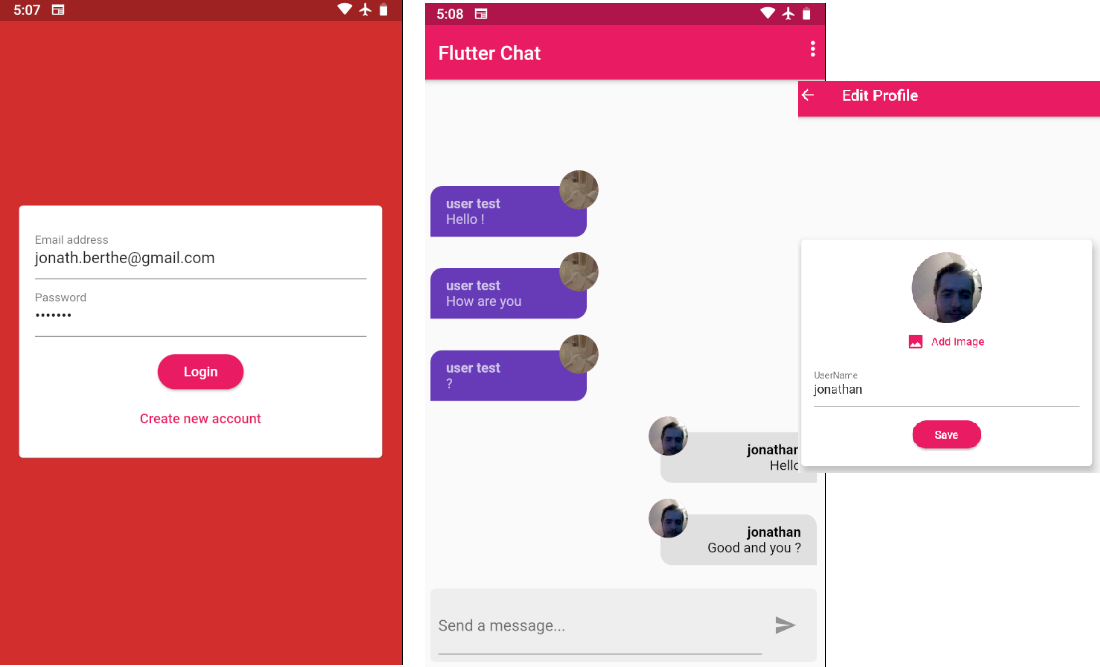 5:07
Email address
jonath.berthe@gmail.com
Password
•••••••
Login
Create new account
5:08
Flutter Chat
user test
Hello !
user test
How are you
user test
?
jonathan
Hello
jonathan
Good and you ?
Send a message...
Edit Profile
Add Image
UserName
jonathan
Save